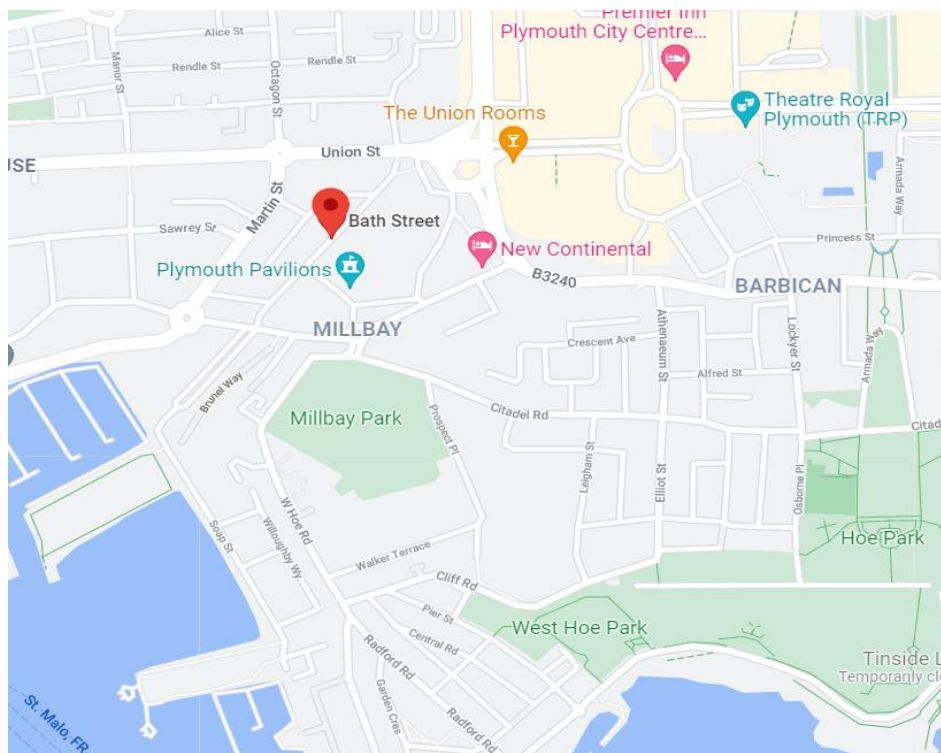 Premier Inn
Plymouth City Centre...
Alice St
Rendle St
Rendle St
Manor St
Octagon St
The Union Rooms
Theatre Royal
Plymouth (TRP)
Union St
USE
Armada Way
Martin St
Sawrey St
Bath Street
Princess St
Plymouth Pavilions
New Continental
B3240
BARBICAN
MILLBAY
Crescent Ave
Athenaeum St
Lockyer St
Armada Way
Alfred St
Brunel Way
Millbay Park
Prospect Pl
Citadel Rd
Citad
Leigham St
Elliot St
Osborne Pl
W Hoe Rd
Soap St
Willoughby Wy.
Hoe Park
Walker Terrace
Cliff Rd
Pier St
West Hoe Park
Central Rd
Radford Rd
Tinside L
Temporarily clo
Garden Cres
Radford Rd
St. Malo, FR